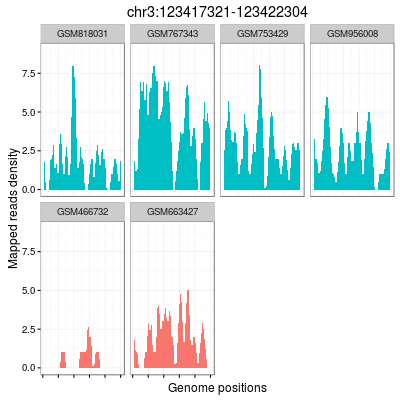 chr3:123417321-123422304
GSM818031 GSM767343 GSM753429 GSM956008
7.5
5.0
2.5
0.0
GSM466732 GSM663427
7.5
5.0
2.5
0.0
Mapped reads density
Genome positions